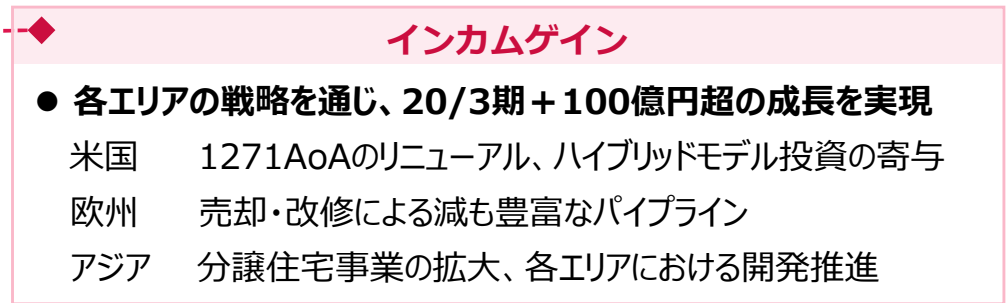 インカムゲイン
● 各エリアの戦略を通じ、20/3期＋100億円超の成長を実現
米国 1271AoAのリニューアル、ハイブリッドモデル投資の寄与
欧州 売却・改修による減も豊富なパイプライン
アジア 分譲住宅事業の拡大、各エリアにおける開発推進